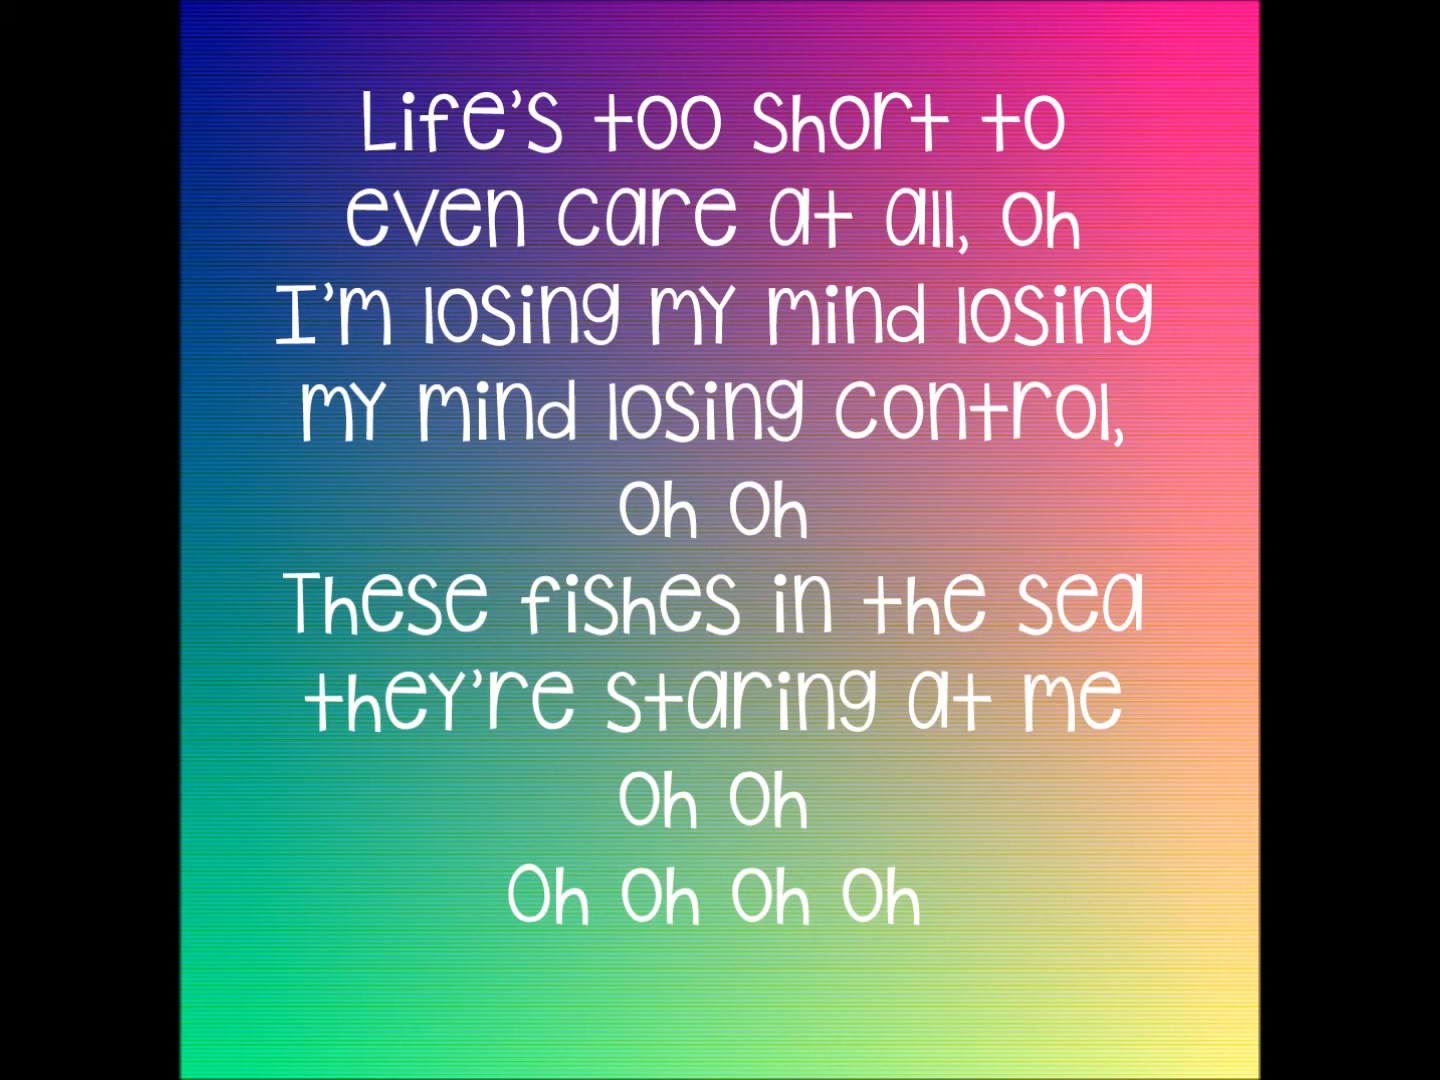 Life's too short to
even care at all, oh
I'm losing my mind losing
my mind losing control,
oh oh
These fishes in the sea
they're staring at me
oh oh
Oh oh oh oh